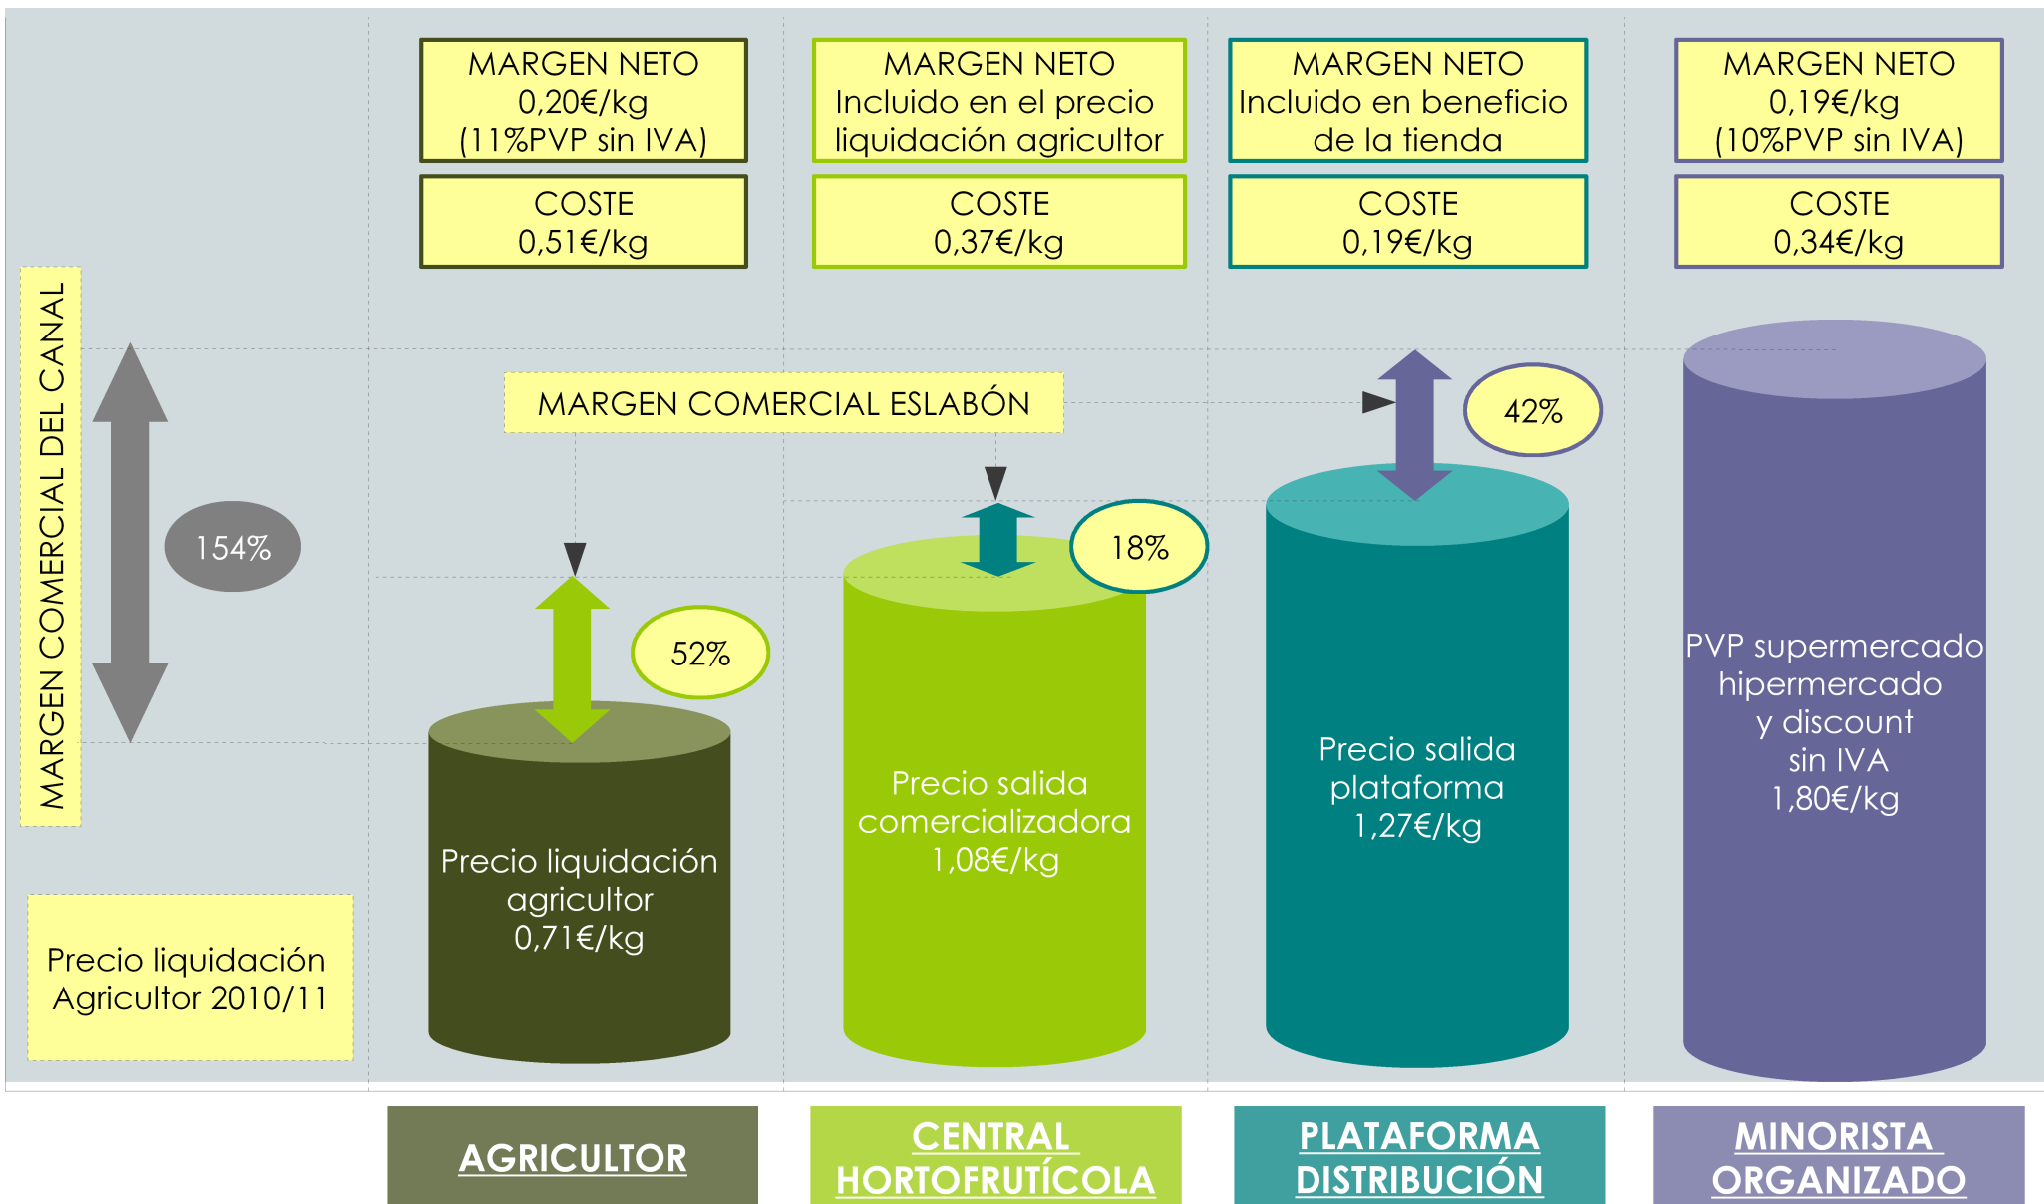 MARGEN NETO
0,20€/kg
(11%PVP sin IVA)
MARGEN NETO
Incluido en el precio
liquidación agricultor
MARGEN NETO
Incluido en beneficio
de la tienda
MARGEN NETO
0,19€/kg
(10%PVP sin IVA)
COSTE
0,51€/kg
COSTE
0,37€/kg
COSTE
0,19€/kg
COSTE
0,34€/kg
MARGEN COMERCIAL DEL CANAL
154%
MARGEN COMERCIAL ESLABÓN
52%
18%
42%
Precio liquidación
Agricultor 2010/11
Precio liquidación
agricultor
0,71€/kg
Precio salida
comercializadora
1,08€/kg
Precio salida
plataforma
1,27€/kg
PVP supermercado
hipermercado
y discount
sin IVA
1,80€/kg
AGRICULTOR
CENTRAL
HORTOFRUTÍCOLA
PLATAFORMA
DISTRIBUCIÓN
MINORISTA
ORGANIZADO